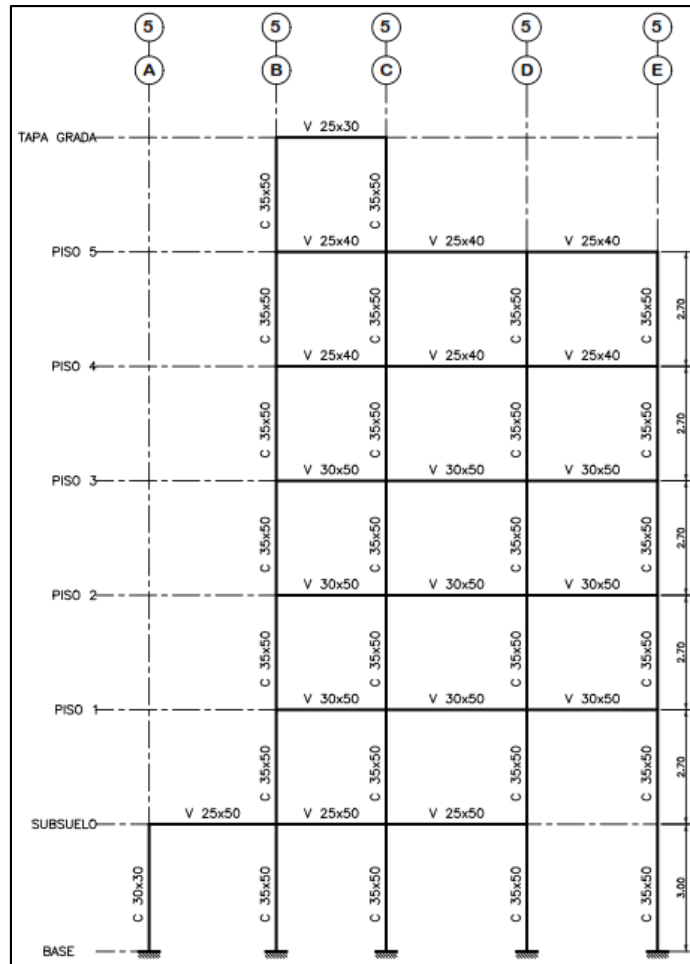 5 5 5 5 5
A B C D E
V 25x30
TAPA GRADA
C 35x50 C 35x50
V 25x40 V 25x40 V 25x40
PISO 5
C 35x50 C 35x50 C 35x50 C 35x50 2.70
V 25x40 V 25x40 V 25x40
PISO 4
C 35x50 C 35x50 C 35x50 C 35x50 2.70
V 30x50 V 30x50 V 30x50
PISO 3
C 35x50 C 35x50 C 35x50 C 35x50 2.70
V 30x50 V 30x50 V 30x50
PISO 2
C 35x50 C 35x50 C 35x50 C 35x50 2.70
V 30x50 V 30x50 V 30x50
PISO 1
C 35x50 C 35x50 C 35x50 C 35x50 2.70
V 25x50 V 25x50 V 25x50
SUBSUELO
C 30x30 C 35x50 C 35x50 C 35x50 C 35x50 3.00
BASE